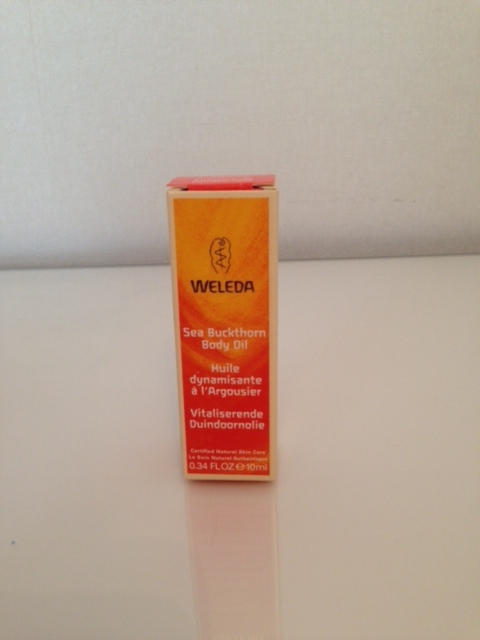 WELEDA
Sea Buckthorn
Body Oil
Huile
dynamisante
à l'Argousier
Vitaliserende
Duindoornolie
Certified Natural Skin Care
Le Soin Naturel Authentique
0.34 FL OZ ℮ 10ml